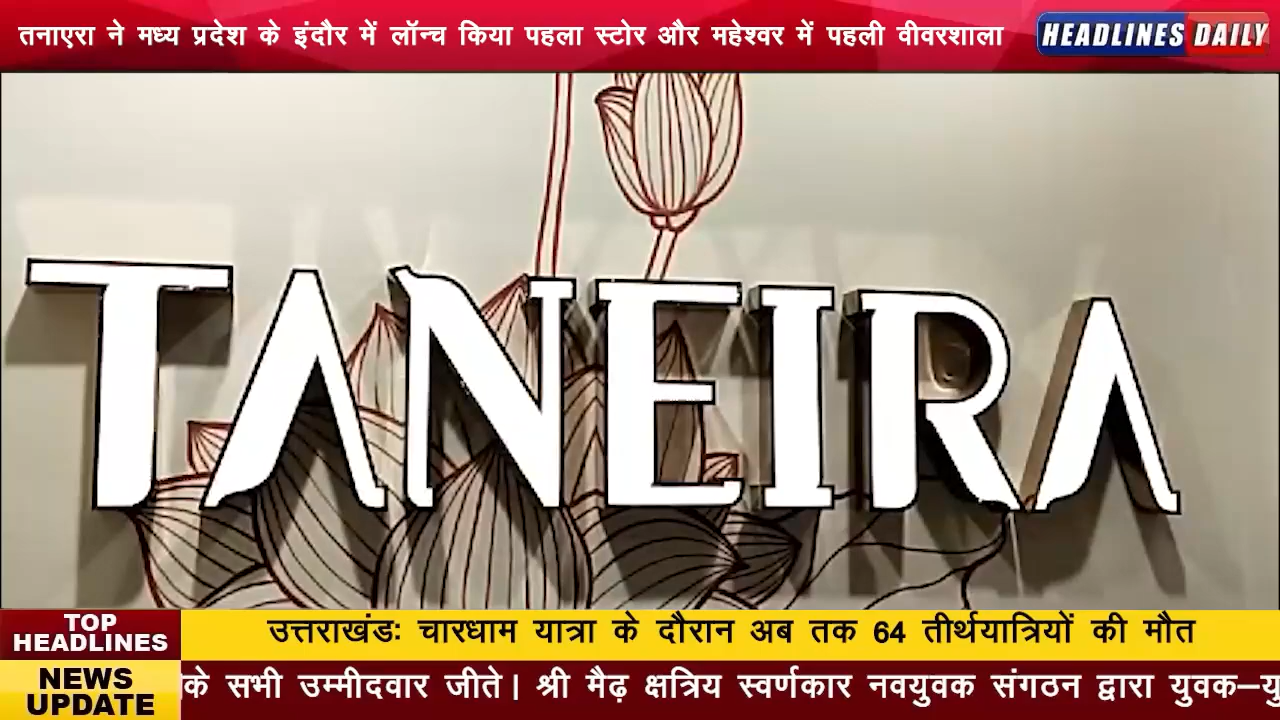 तनाएरा ने मध्य प्रदेश के इंदौर में लॉन्च किया पहला स्टोर और महेश्वर में पहली वीवरशाला
HEADLINES DAILY
TANEIRA
TOP
HEADLINES
उत्तराखंडः चारधाम यात्रा के दौरान अब तक 64 तीर्थयात्रियों की मौत
NEWS
UPDATE
के सभी उम्मीदवार जीते। श्री मैढ़ क्षत्रिय स्वर्णकार नवयुवक संगठन द्वारा युवक–यु